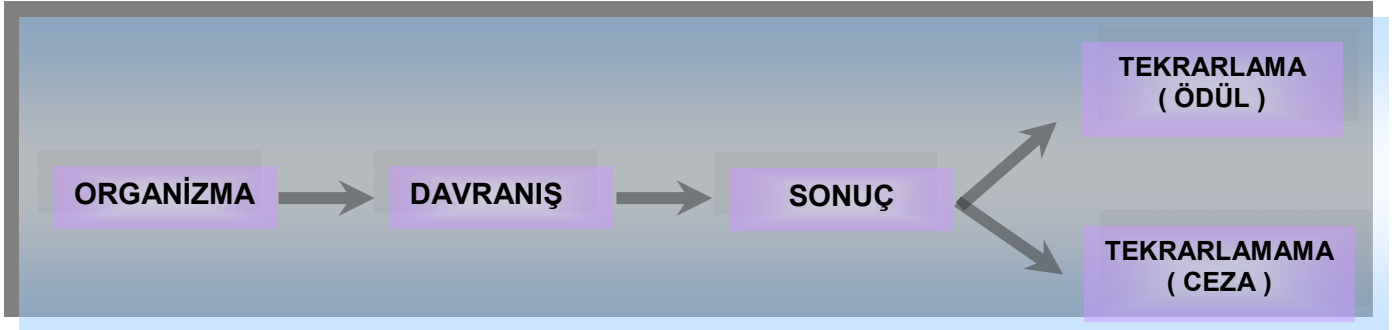 ORGANİZMA
DAVRANIŞ
SONUÇ
TEKRARLAMA
( ÖDÜL )
TEKRARLAMAMA
( CEZA )